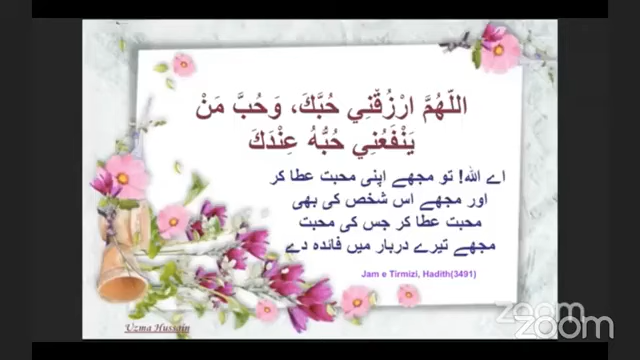 اللّٰهُمَّ ارْزُقْنِي حُبَّكَ، وَحُبَّ مَنْ
يَنْفَعُنِي حُبُّهُ عِنْدَكَ
اے اللہ! تو مجھے اپنی محبت عطا کر
اور مجھے اس شخص کی بھی
محبت عطا کر جس کی محبت
مجھے تیرے دربار میں فائدہ دے
Jam e Tirmizi, Hadith(3491)
Uzma Hussain
zoom
zoom